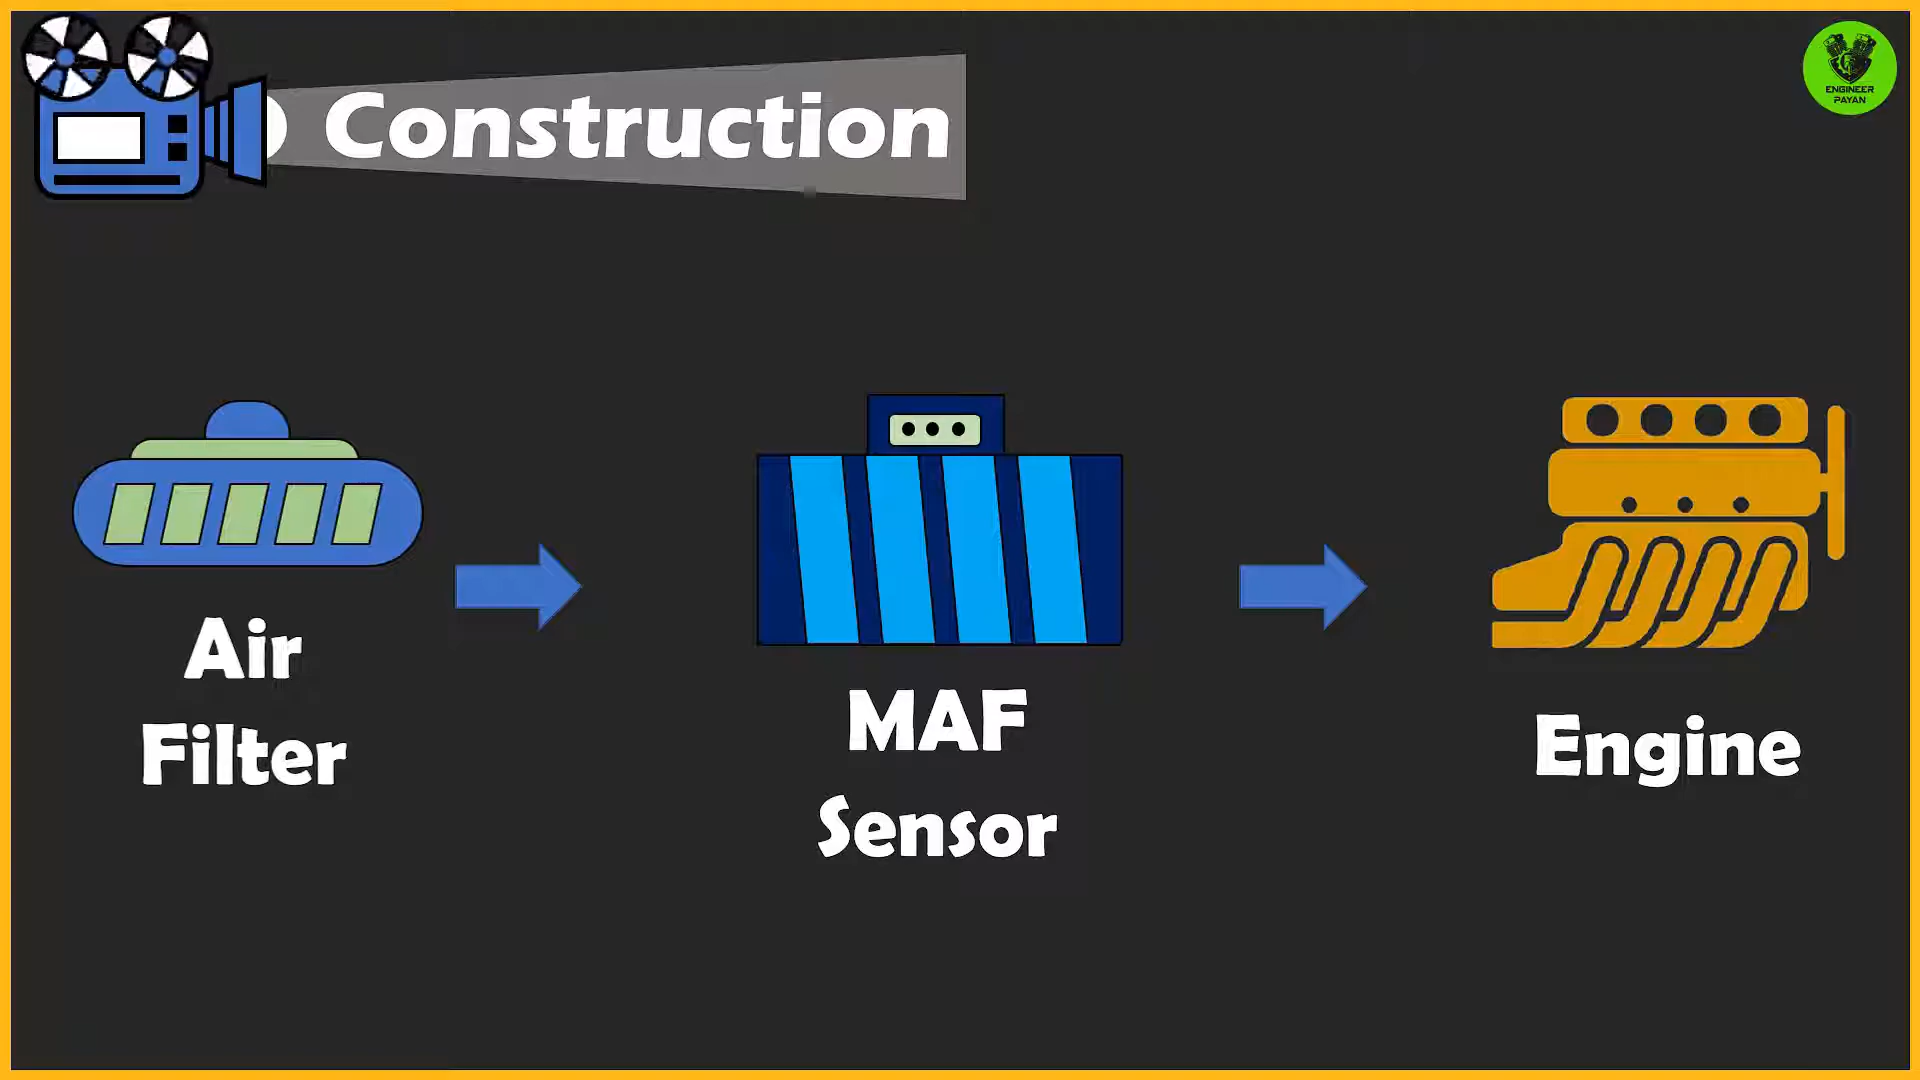 Construction
ENGINEER
PAYAN
Air
Filter
MAF
Sensor
Engine